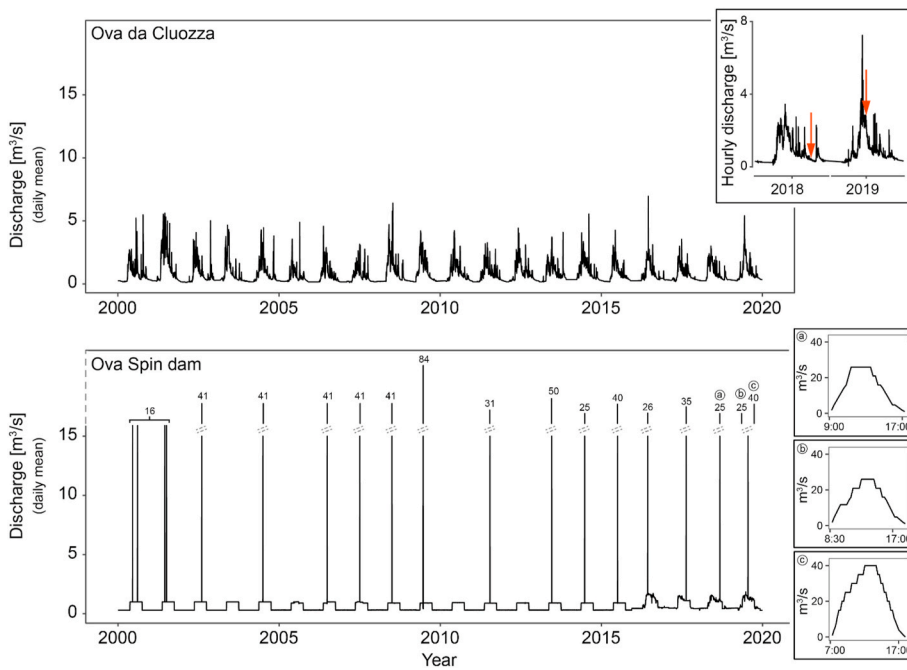 Ova da Cluozza
Discharge [m³/s]
(daily mean)
15
10
5
0
2000 2005 2010 2015 2020
Hourly discharge [m³/s]
8
4
0
2018 2019
Ova Spin dam
Discharge [m³/s]
(daily mean)
15
10
5
0
16 41 41 41 41 41 84 31 50 25 40 26 35 ⓐ 25 ⓑ 25 ⓒ 40
2000 2005 2010 2015 2020
Year
ⓐ
m³/s
40
20
0
9:00 17:00
ⓑ
m³/s
40
20
0
8:30 17:00
ⓒ
m³/s
40
20
0
7:00 17:00